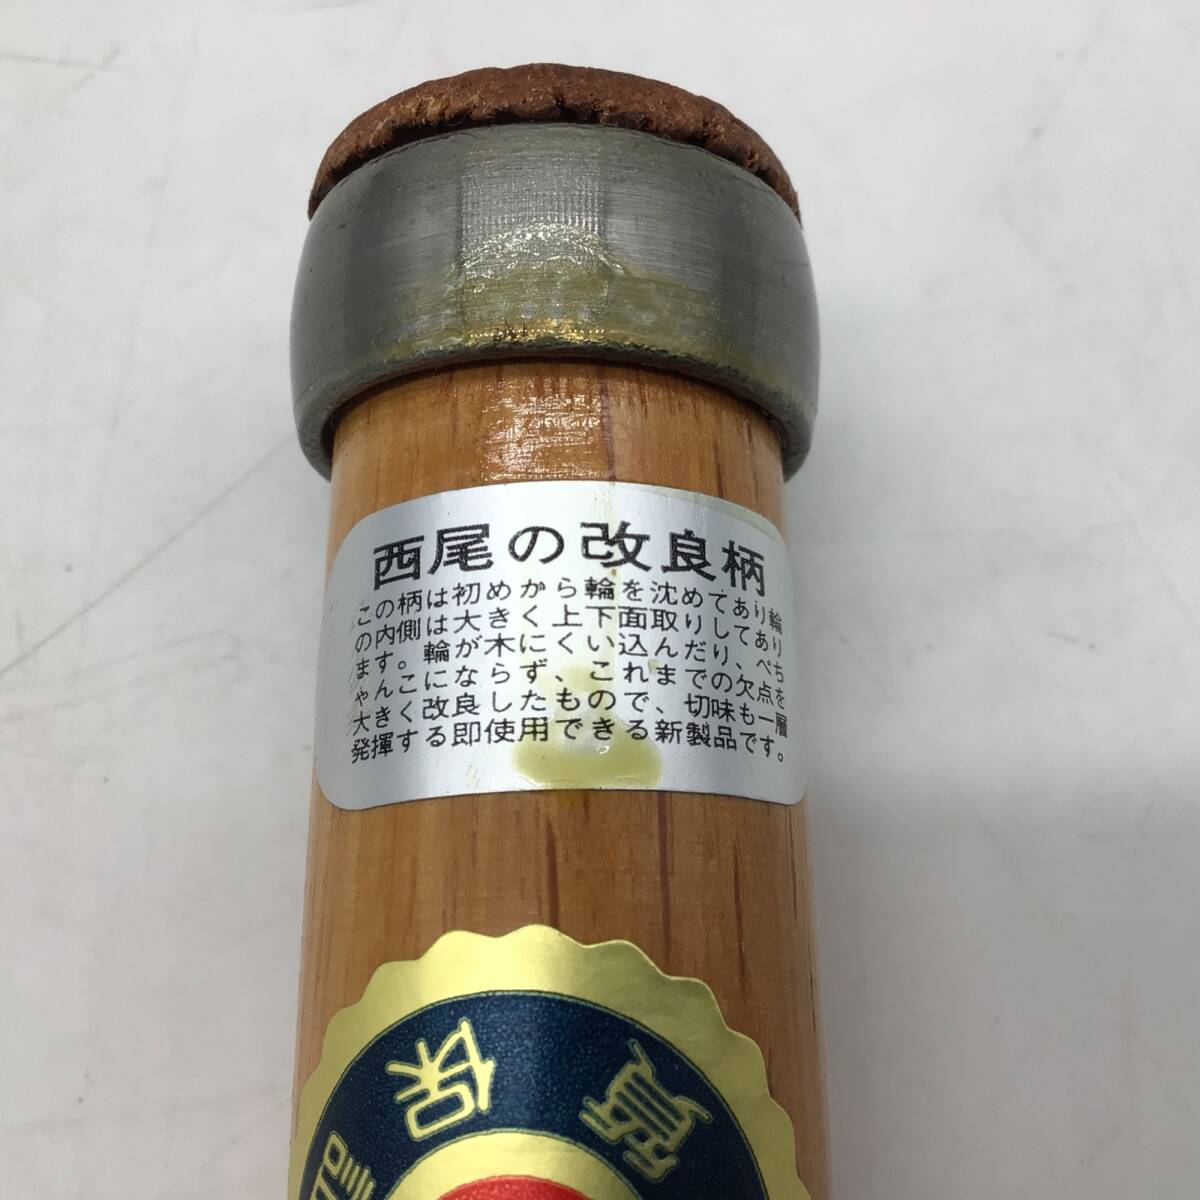 西尾の改良柄
この柄は初めから輪を沈めてあり輪
の内側は大きく上下面取りしてあり
ます。輪が木にくい込んだり、ぺち
ゃんこにならず、これまでの欠点を
大きく改良したもので、切味も一層
発揮する即使用できる新製品です。
質
保
証